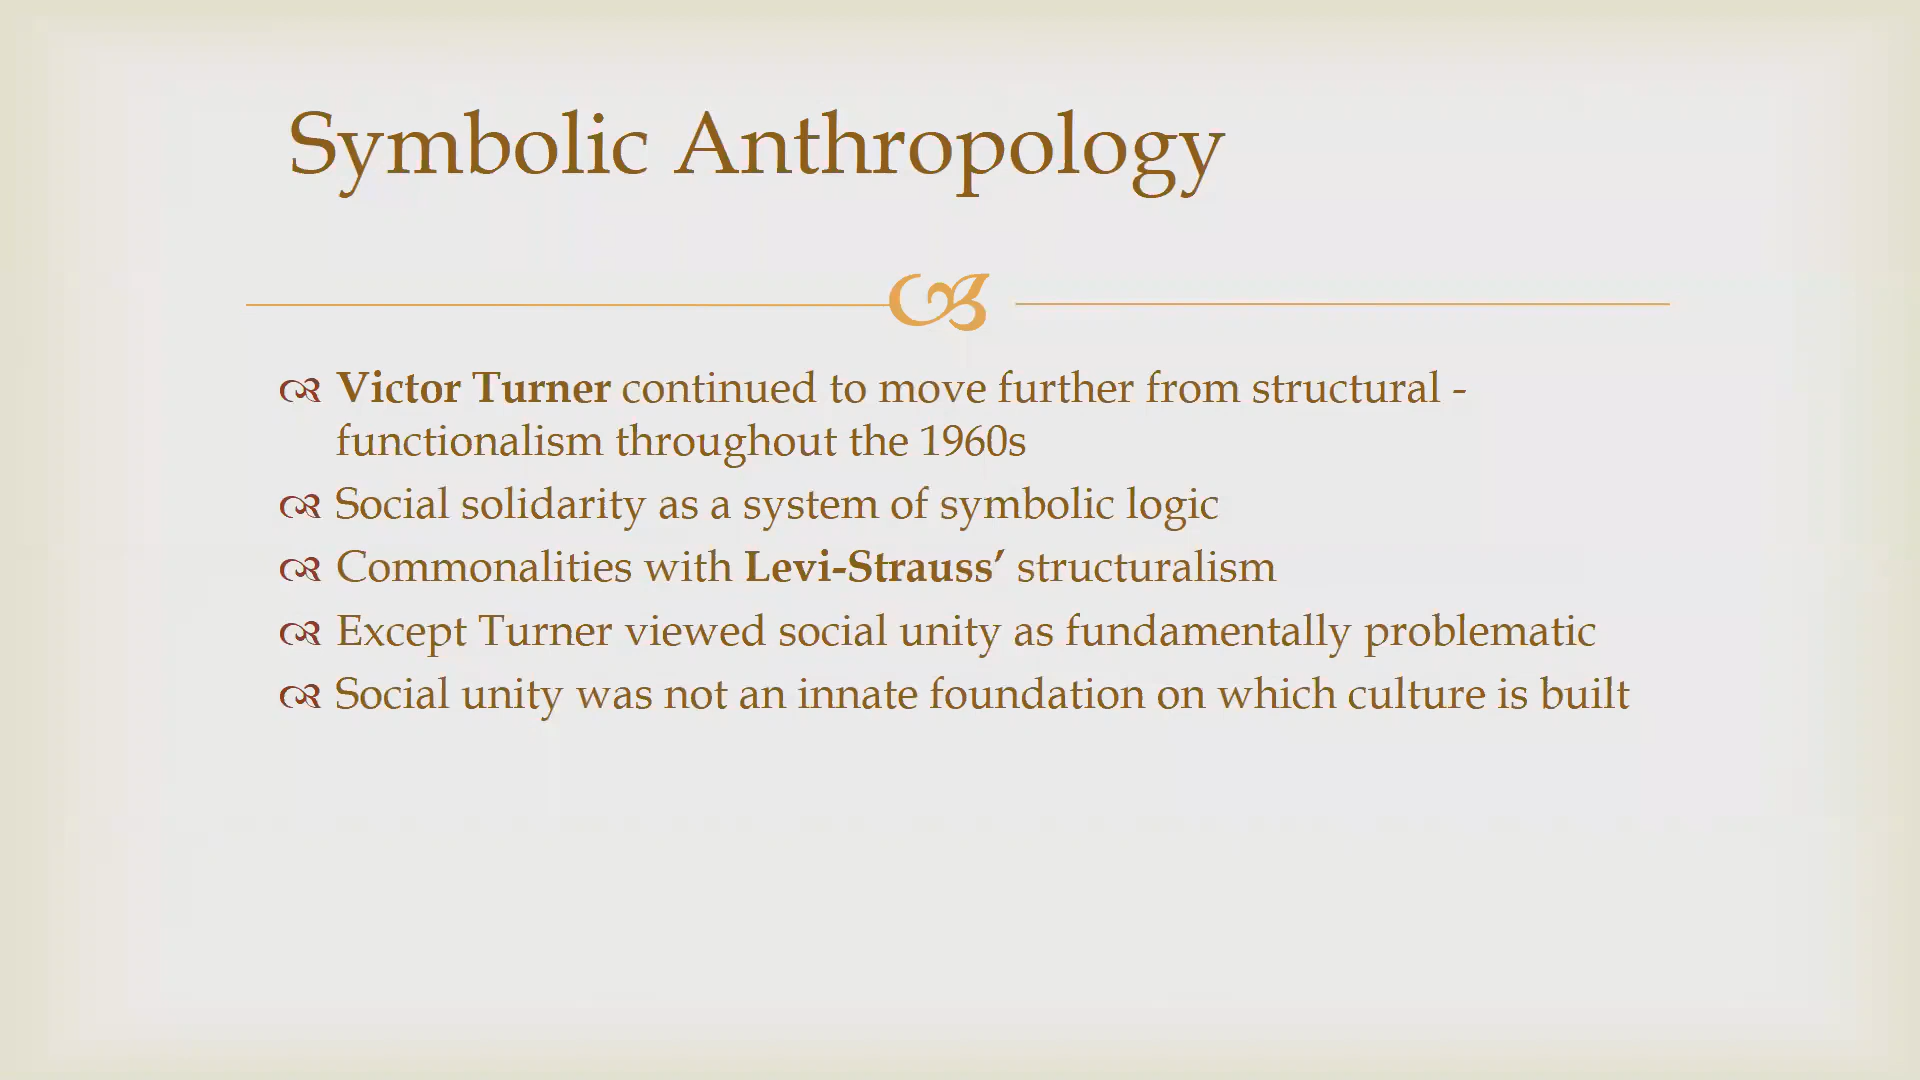 Symbolic Anthropology
Victor Turner continued to move further from structural -
functionalism throughout the 1960s
Social solidarity as a system of symbolic logic
Commonalities with Levi-Strauss’ structuralism
Except Turner viewed social unity as fundamentally problematic
Social unity was not an innate foundation on which culture is built